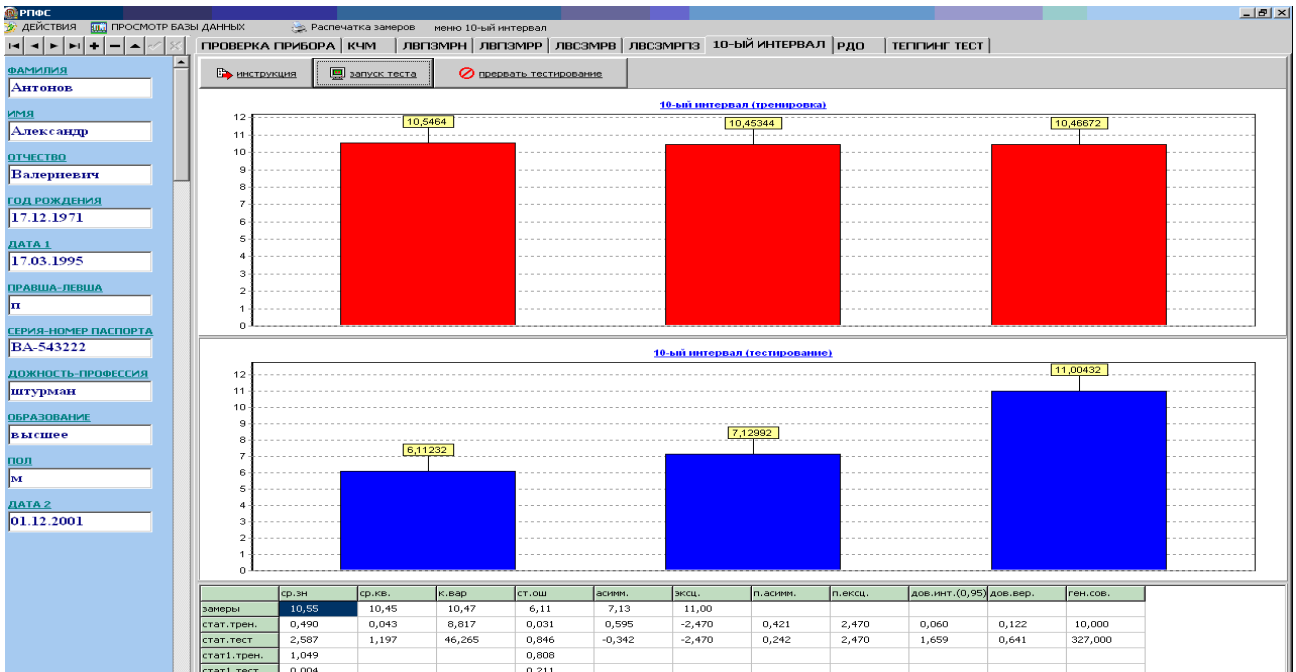 РПФС
ДЕЙСТВИЯ ПРОСМОТР БАЗЫ ДАННЫХ Распечатка замеров меню 10-ый интервал
ПРОВЕРКА ПРИБОРА КЧМ ЛВПЗМРН ЛВПЗМРР ЛВСЗМРВ ЛВСЗМРПЗ 10-ЫЙ ИНТЕРВАЛ РДО ТЕППИНГ ТЕСТ
инструкция запуск теста прервать тестирование
ФАМИЛИЯ
Антонов
ИМЯ
Александр
ОТЧЕСТВО
Валериевич
ГОД РОЖДЕНИЯ
17.12.1971
ДАТА 1
17.03.1995
ПРАВША-ЛЕВША
п
СЕРИЯ-НОМЕР ПАСПОРТА
ВА-543222
ДОЖНОСТЬ-ПРОФЕССИЯ
штурман
ОБРАЗОВАНИЕ
высшее
ПОЛ
м
ДАТА 2
01.12.2001
10-ый интервал (тренировка)
10,5464 10,45344 10,46672
12
11
10
9
8
7
6
5
4
3
2
1
0
10-ый интервал (тестирование)
6,11232 7,12992 11,00432
12
11
10
9
8
7
6
5
4
3
2
1
0
ср.зн ср.кв. к.вар ст.ош асимм. эксц. п.асимм. п.ексц. дов.инт.(0,95) дов.вер. ген.сов.
замеры 10,55 10,45 10,47 6,11 7,13 11,00
стат.трен. 0,490 0,043 8,817 0,031 0,595 -2,470 0,421 2,470 0,060 0,122 10,000
стат.тест 2,587 1,197 46,265 0,846 -0,342 -2,470 0,242 2,470 1,659 0,641 327,000
стат1.трен. 1,049 0,808
стат1.тест 0,004 0,211